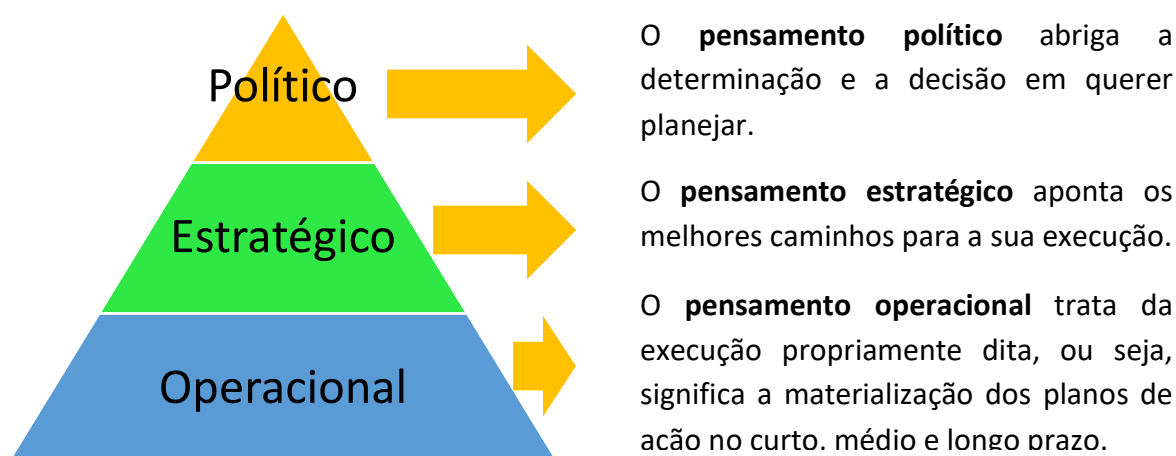 Político
O pensamento político abriga a
determinação e a decisão em querer
planejar.
Estratégico
O pensamento estratégico aponta os
melhores caminhos para a sua execução.
Operacional
O pensamento operacional trata da
execução propriamente dita, ou seja,
significa a materialização dos planos de
ação no curto, médio e longo prazo.